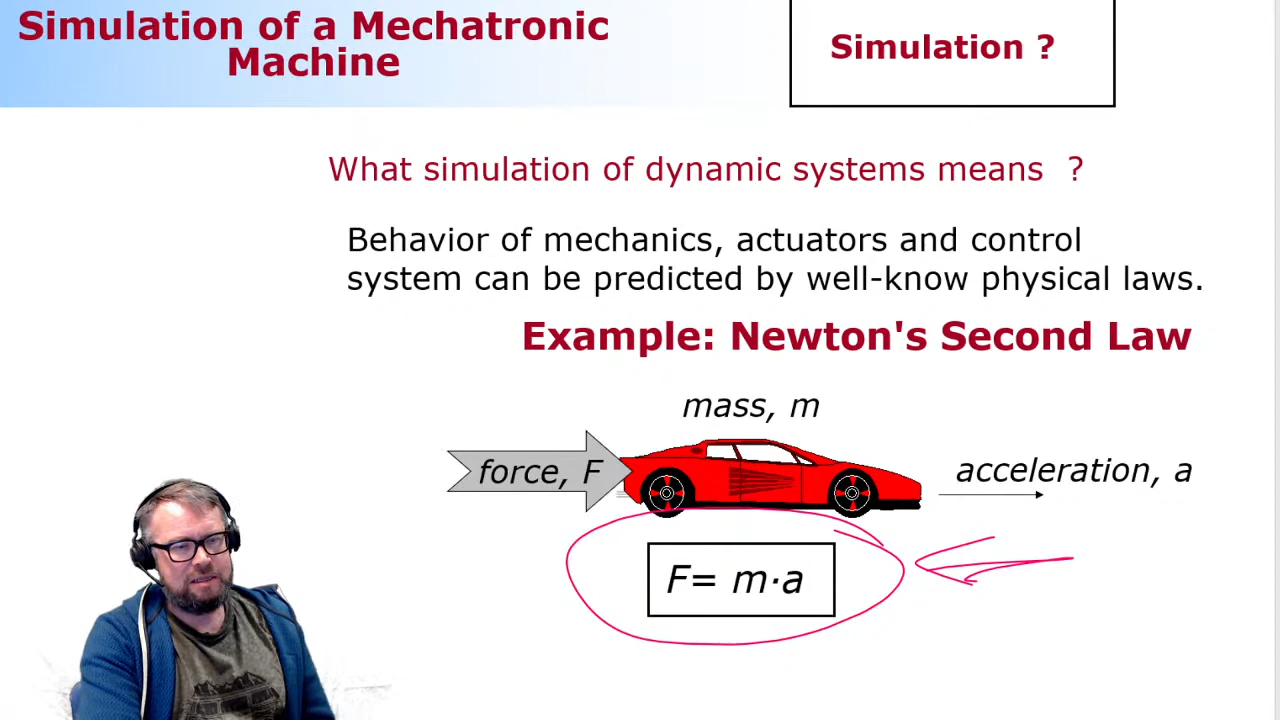 Simulation of a Mechatronic
Machine
Simulation ?
What simulation of dynamic systems means ?
Behavior of mechanics, actuators and control
system can be predicted by well-know physical laws.
Example: Newton's Second Law
mass, m
force, F
acceleration, a
F= m·a